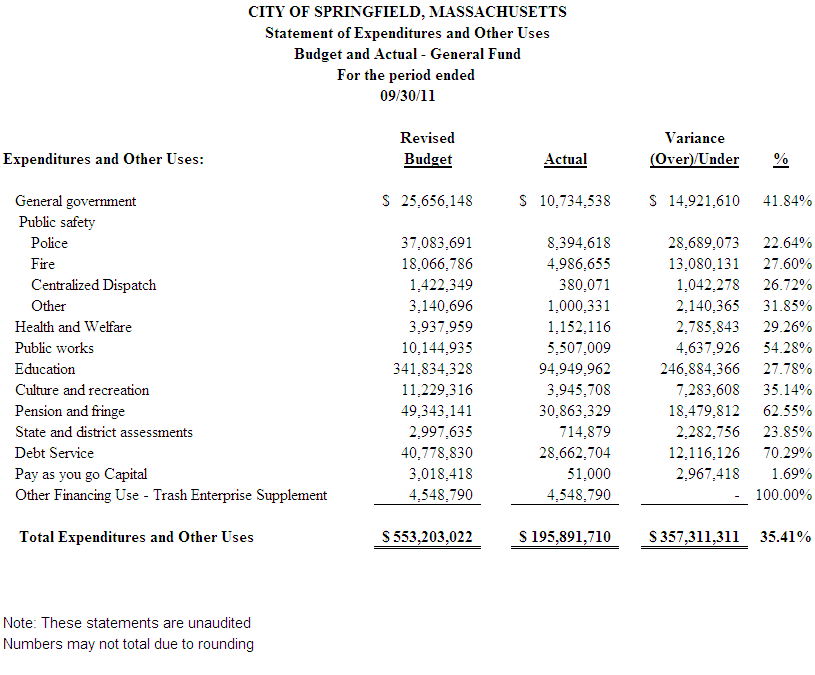 CITY OF SPRINGFIELD, MASSACHUSETTS
Statement of Expenditures and Other Uses
Budget and Actual - General Fund
For the period ended
09/30/11
Revised Variance
Expenditures and Other Uses: Budget Actual (Over)/Under %
General government $ 25,656,148 $ 10,734,538 $ 14,921,610 41.84%
Public safety
Police 37,083,691 8,394,618 28,689,073 22.64%
Fire 18,066,786 4,986,655 13,080,131 27.60%
Centralized Dispatch 1,422,349 380,071 1,042,278 26.72%
Other 3,140,696 1,000,331 2,140,365 31.85%
Health and Welfare 3,937,959 1,152,116 2,785,843 29.26%
Public works 10,144,935 5,507,009 4,637,926 54.28%
Education 341,834,328 94,949,962 246,884,366 27.78%
Culture and recreation 11,229,316 3,945,708 7,283,608 35.14%
Pension and fringe 49,343,141 30,863,329 18,479,812 62.55%
State and district assessments 2,997,635 714,879 2,282,756 23.85%
Debt Service 40,778,830 28,662,704 12,116,126 70.29%
Pay as you go Capital 3,018,418 51,000 2,967,418 1.69%
Other Financing Use - Trash Enterprise Supplement 4,548,790 4,548,790 - 100.00%
Total Expenditures and Other Uses $ 553,203,022 $ 195,891,710 $ 357,311,311 35.41%
Note: These statements are unaudited
Numbers may not total due to rounding